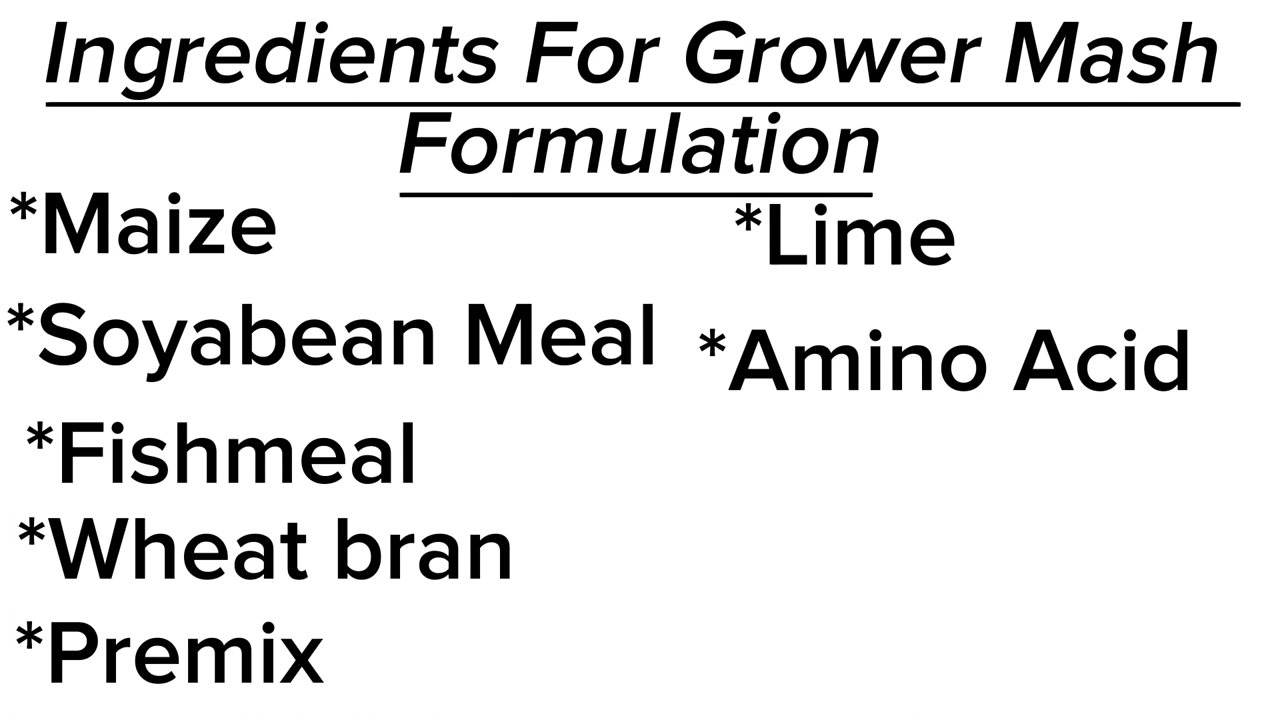 Ingredients For Grower Mash
Formulation
*Maize
*Soyabean Meal
*Fishmeal
*Wheat bran
*Premix
*Lime
*Amino Acid